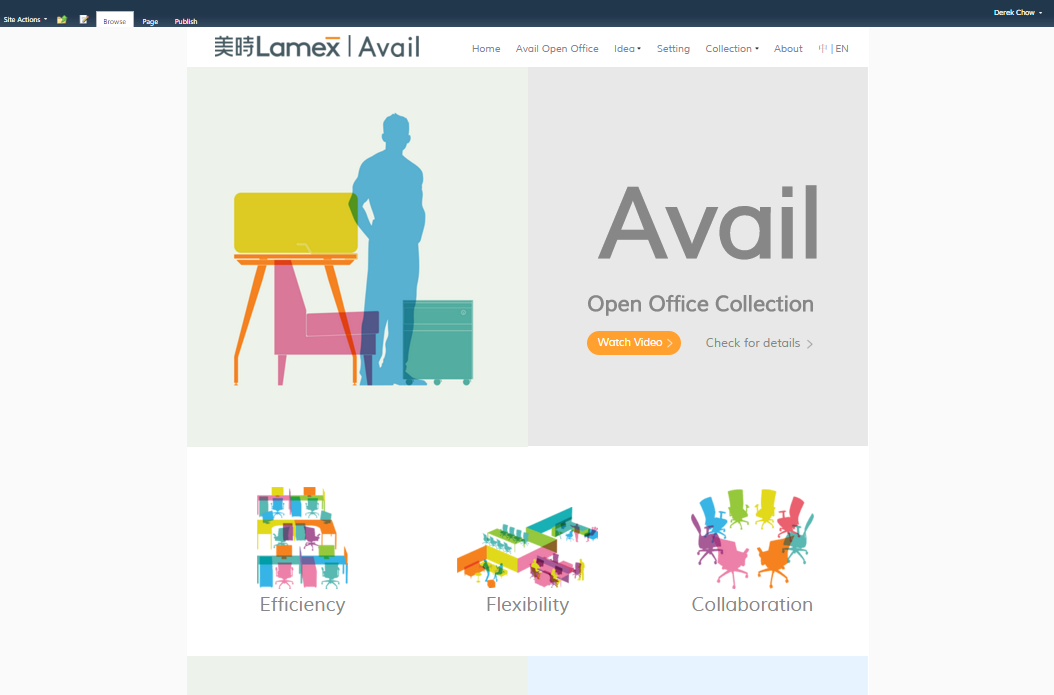 Derek Chow
Site Actions Browse Page Publish
美時Lamex | Avail
Home Avail Open Office Idea Setting Collection About 中 | EN
Avail
Open Office Collection
Watch Video Check for details
Efficiency Flexibility Collaboration